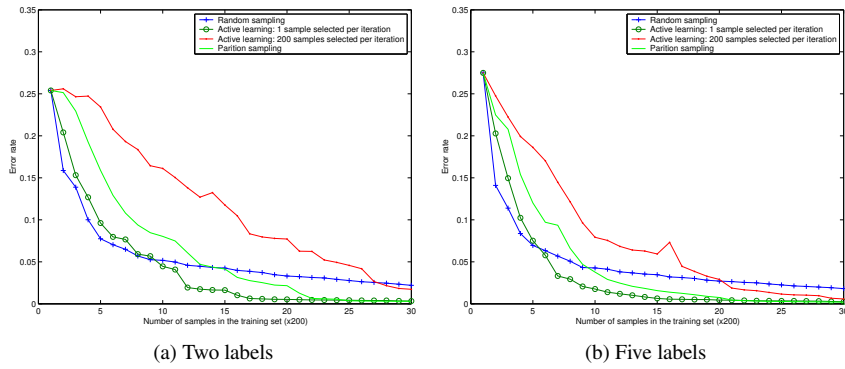 0.35
0.3
0.25
0.2
0.15
0.1
0.05
0
Error rate
Random sampling
Active learning: 1 sample selected per iteration
Active learning: 200 samples selected per iteration
Parition sampling
0 5 10 15 20 25 30
Number of samples in the training set (x200)
(a) Two labels
0.35
0.3
0.25
0.2
0.15
0.1
0.05
0
Error rate
Random sampling
Active learning: 1 sample selected per iteration
Active learning: 200 samples selected per iteration
Parition sampling
0 5 10 15 20 25 30
Number of samples in the training set (x200)
(b) Five labels